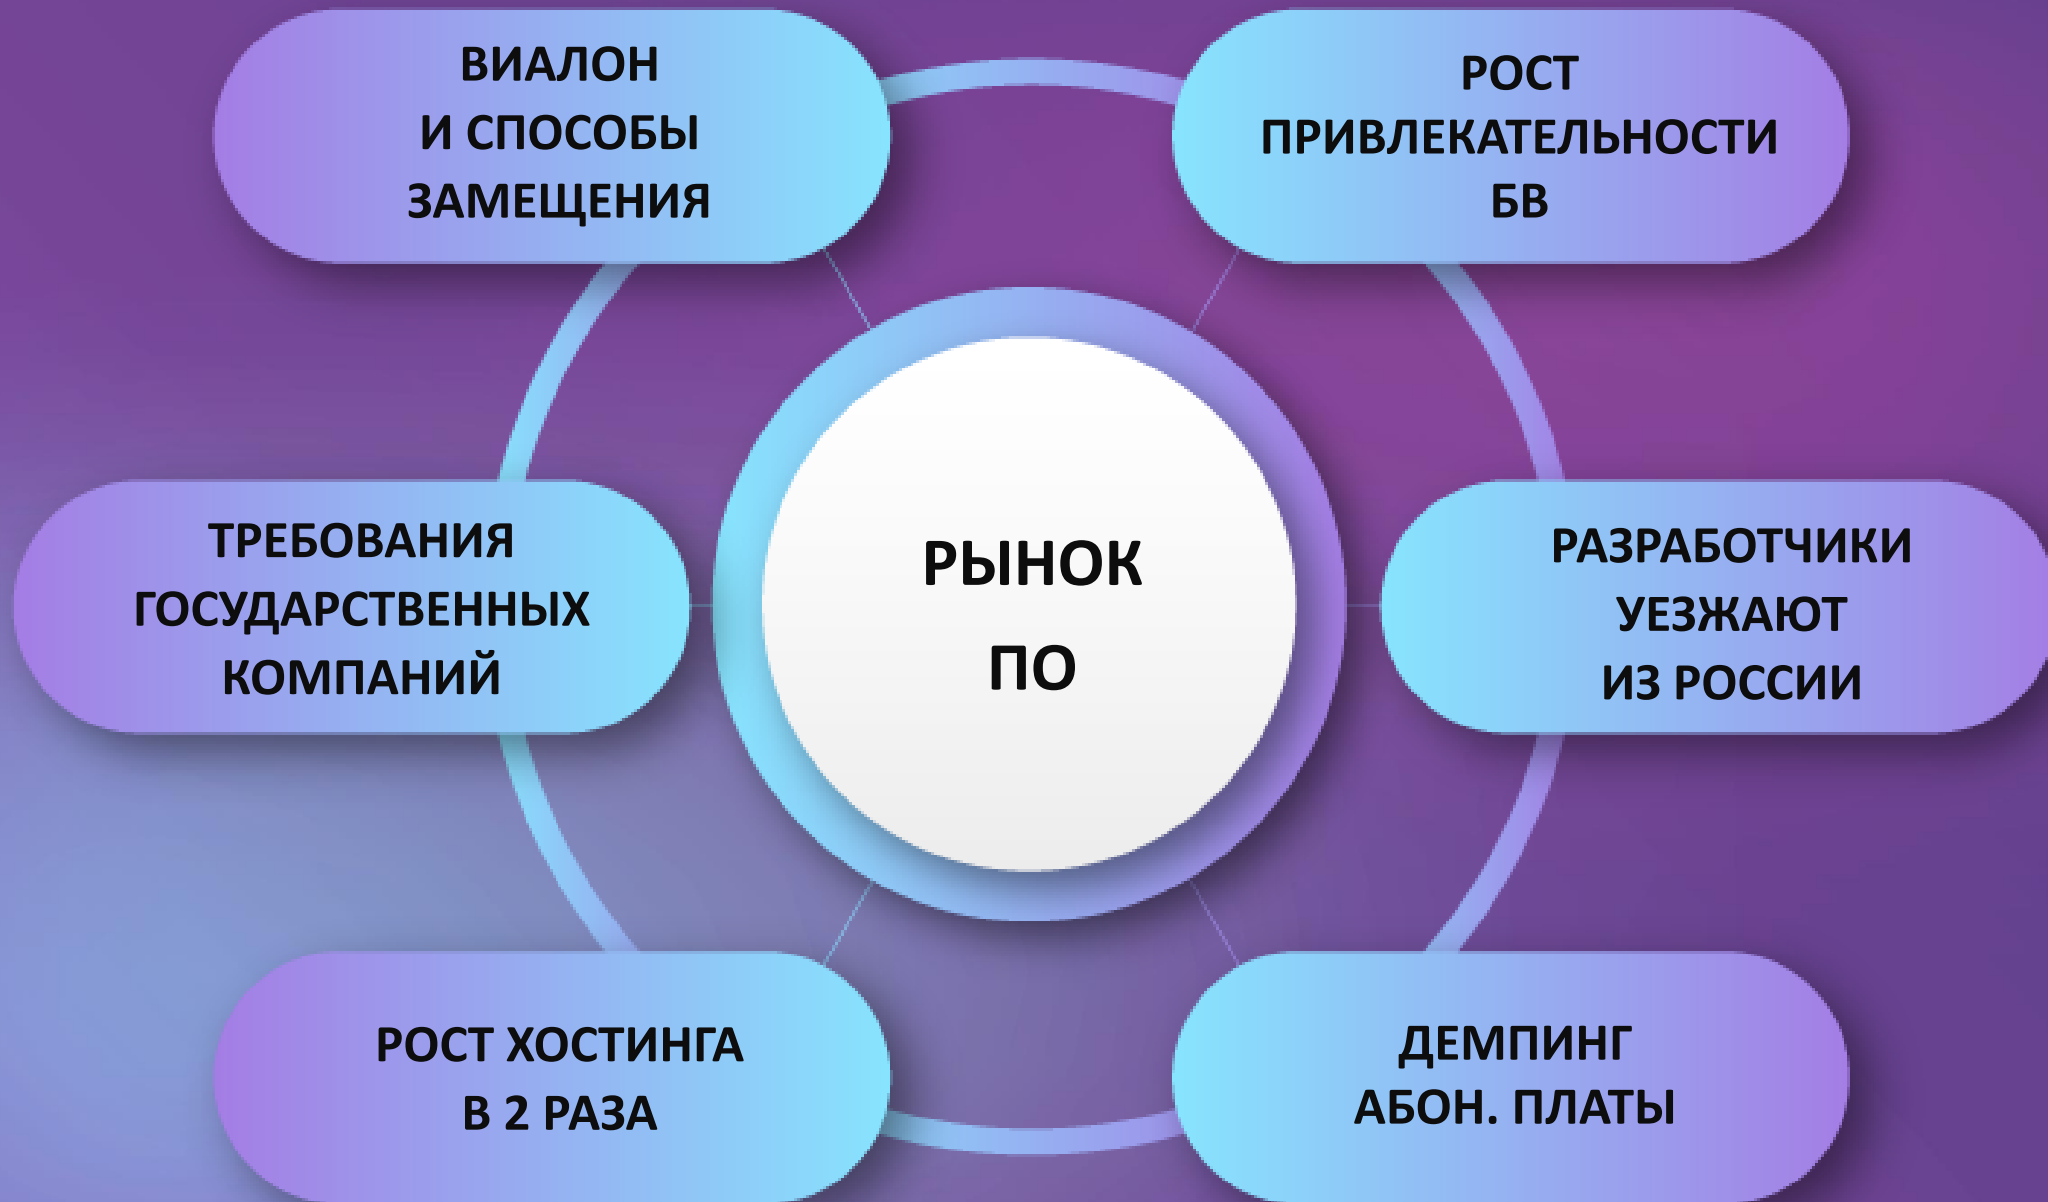 ВИАЛОН
И СПОСОБЫ
ЗАМЕЩЕНИЯ
РОСТ
ПРИВЛЕКАТЕЛЬНОСТИ
БВ
ТРЕБОВАНИЯ
ГОСУДАРСТВЕННЫХ
КОМПАНИЙ
РЫНОК
ПО
РАЗРАБОТЧИКИ
УЕЗЖАЮТ
ИЗ РОССИИ
РОСТ ХОСТИНГА
В 2 РАЗА
ДЕМПИНГ
АБОН. ПЛАТЫ